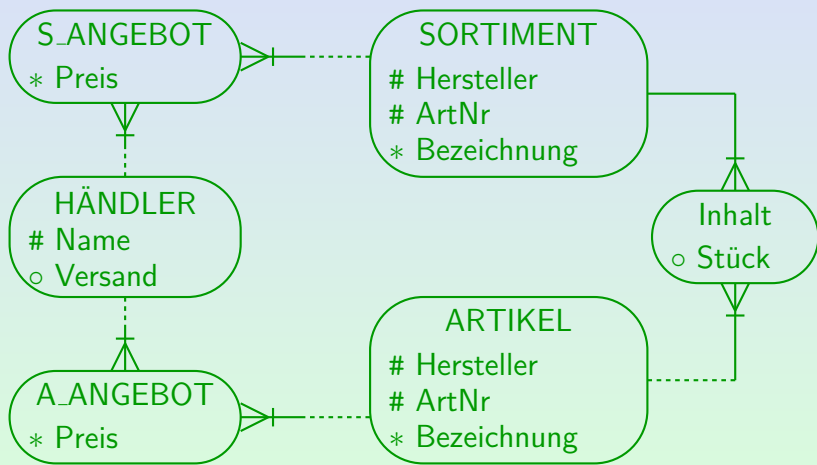 S_ANGEBOT
∗ Preis
SORTIMENT
# Hersteller
# ArtNr
∗ Bezeichnung
HÄNDLER
# Name
○ Versand
Inhalt
○ Stück
A_ANGEBOT
∗ Preis
ARTIKEL
# Hersteller
# ArtNr
∗ Bezeichnung